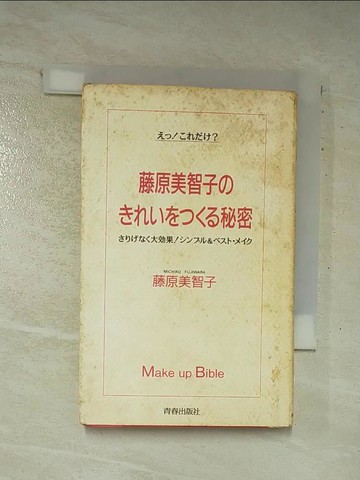 えっ!これだけ?
藤原美智子の
きれいをつくる秘密
さりげなく大効果!シンプル&ベスト・メイク
MICHIKO FUJIWARA
藤原美智子
Make up Bible
青春出版社